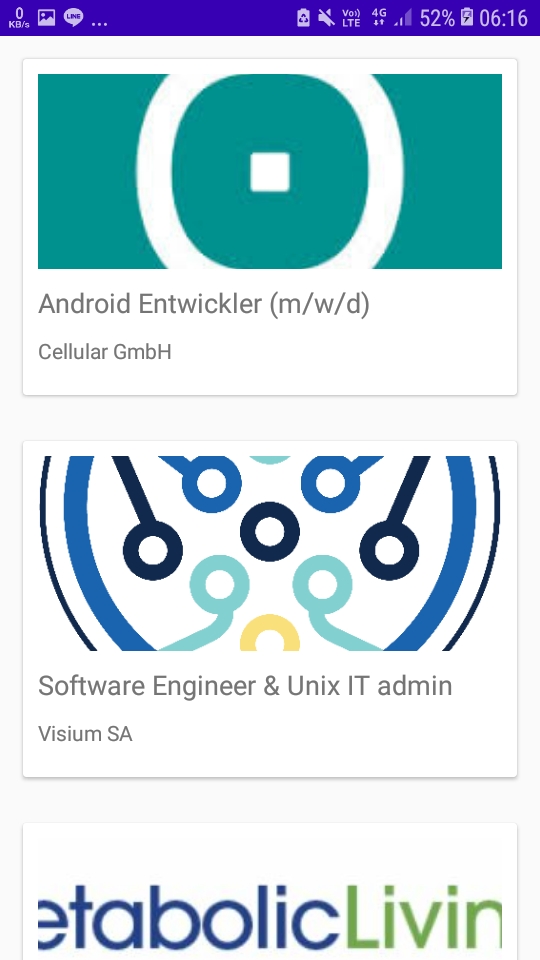 0
KB/s
LINE
...
Vo))
LTE
4G
52%
06:16
Android Entwickler (m/w/d)
Cellular GmbH
Software Engineer & Unix IT admin
Visium SA
etabolicLivin